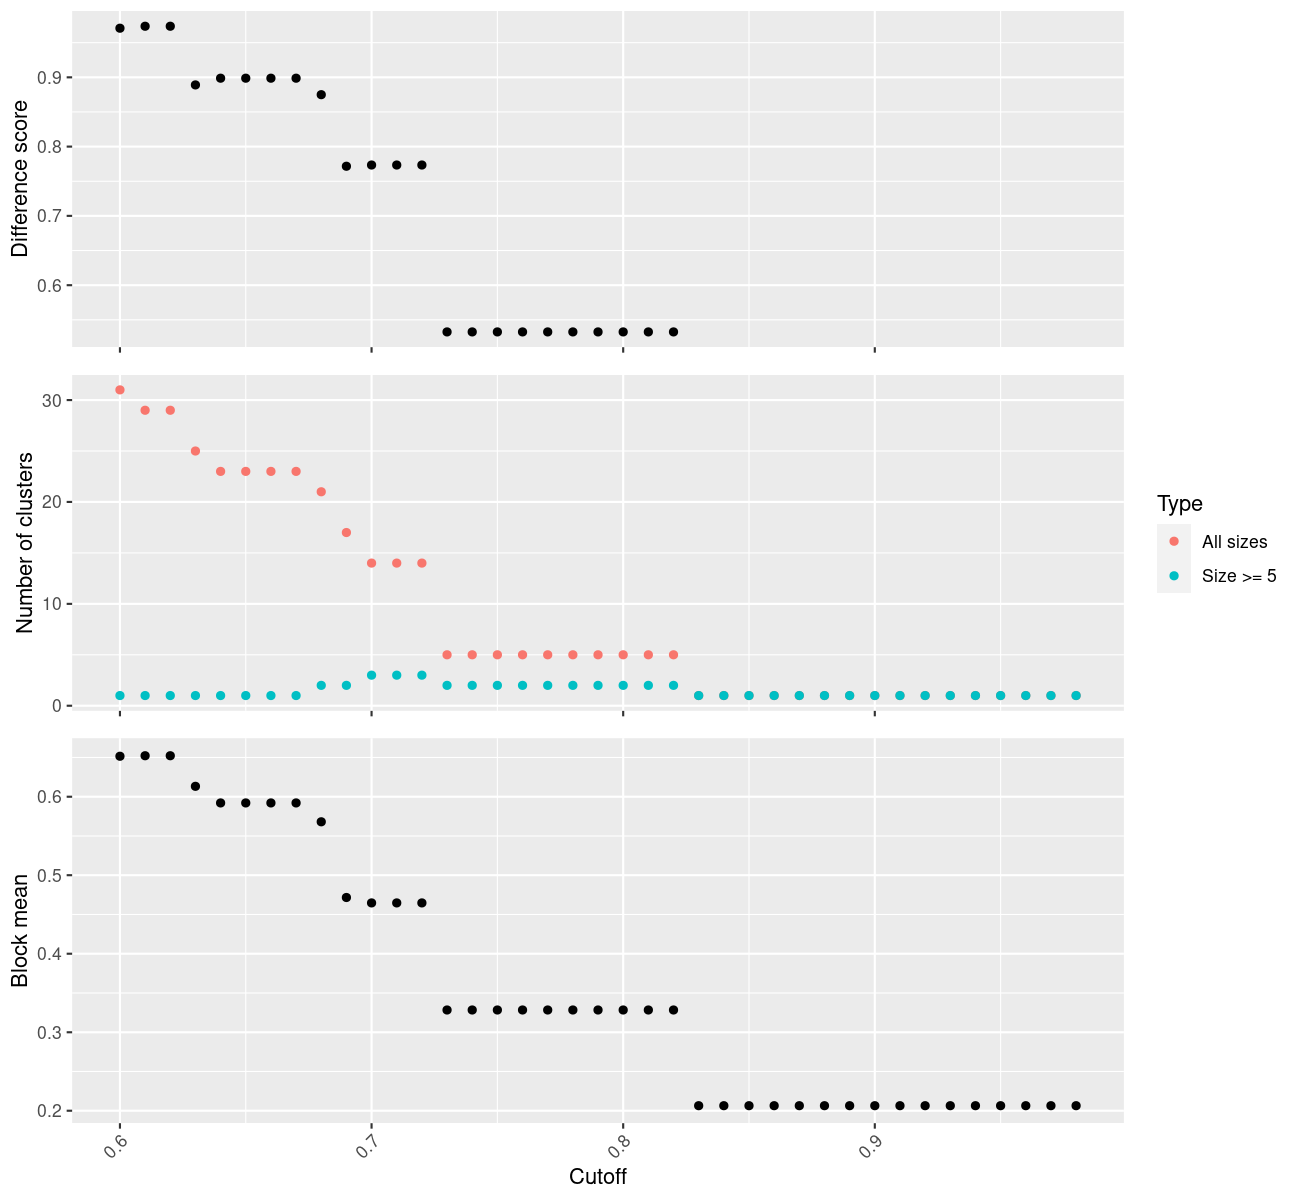 Difference score
0.9
0.8
0.7
0.6
Number of clusters
30
20
10
0
Type
All sizes
Size >= 5
Block mean
0.6
0.5
0.4
0.3
0.2
0.6
0.7
0.8
0.9
Cutoff